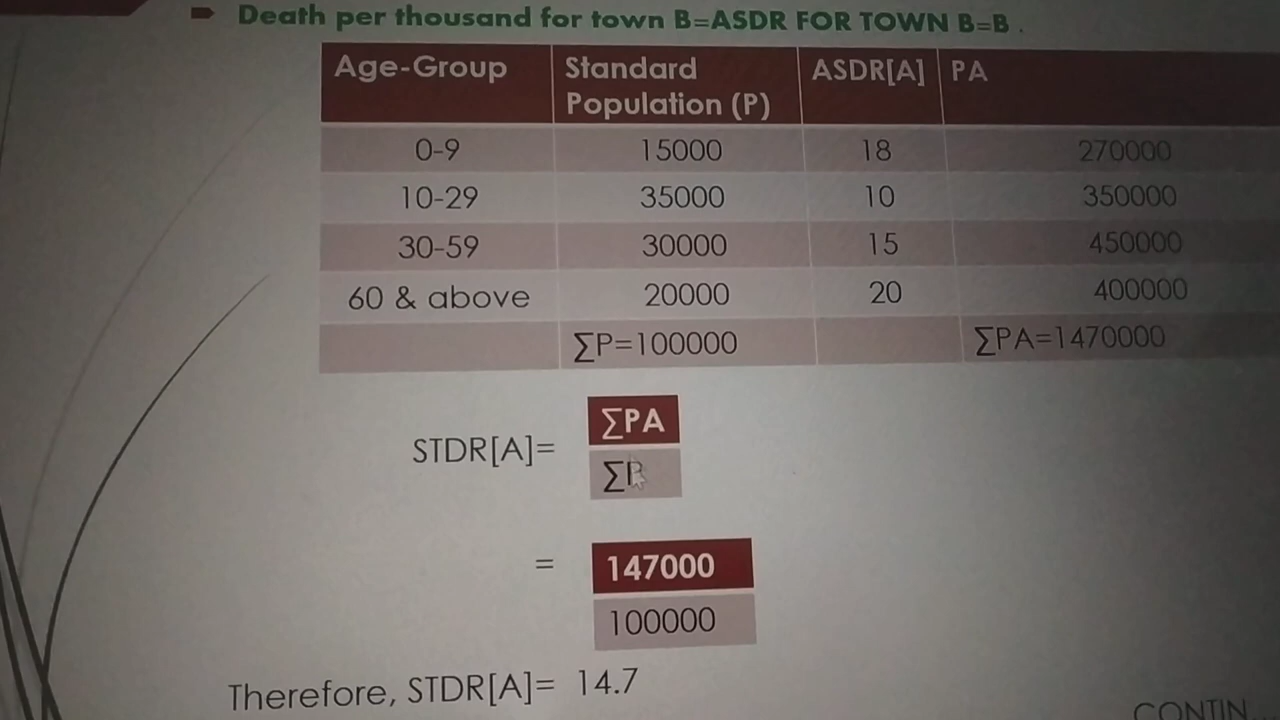 Death per thousand for town B=ASDR FOR TOWN B=B .
Age-Group Standard Population (P) ASDR[A] PA
0-9 15000 18 270000
10-29 35000 10 350000
30-59 30000 15 450000
60 & above 20000 20 400000
∑P=100000 ∑PA=1470000
STDR[A]=
∑PA
∑P
=
147000
100000
Therefore, STDR[A]= 14.7
CONTIN...